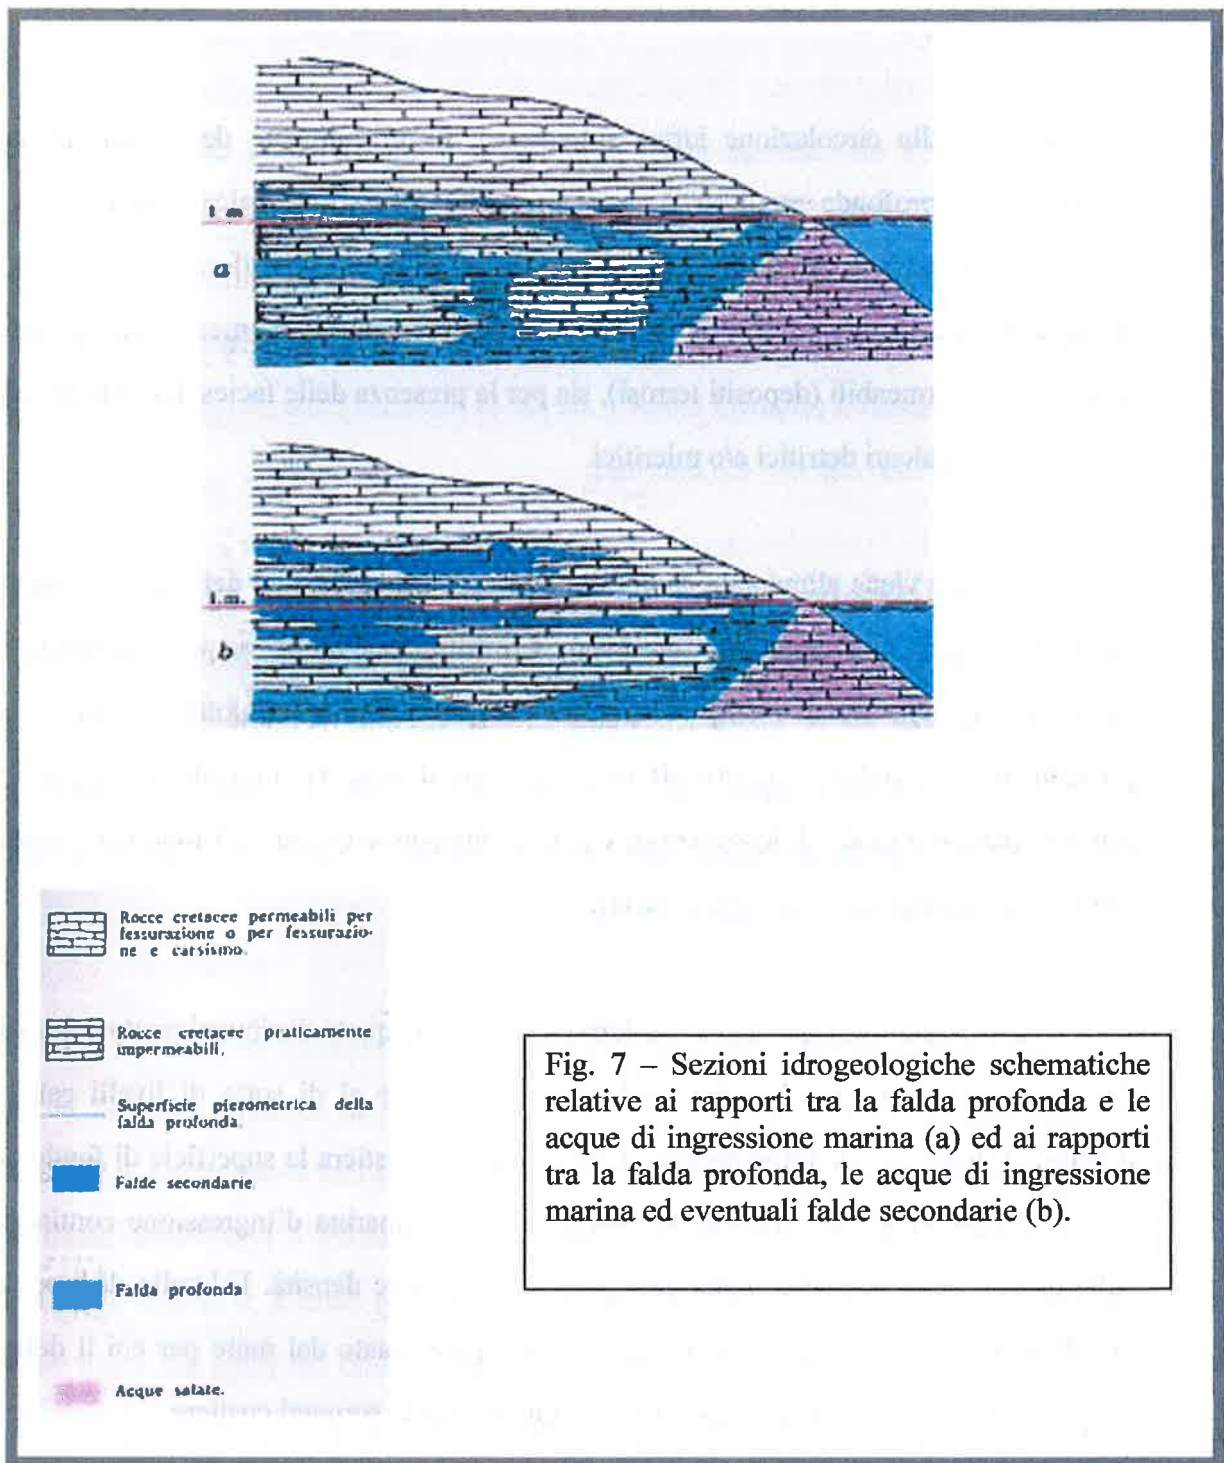 l m
a
l.m.
b
Rocce cretacee permeabili per
fessurazione o per fessurazio-
ne e carsismo.
Rocce cretacee praticamente
impermeabili.
Superficie piezometrica della
falda profonda.
Falde secondarie.
Falda profonda
Acque salate.
Fig. 7 – Sezioni idrogeologiche schematiche
relative ai rapporti tra la falda profonda e le
acque di ingressione marina (a) ed ai rapporti
tra la falda profonda, le acque di ingressione
marina ed eventuali falde secondarie (b).